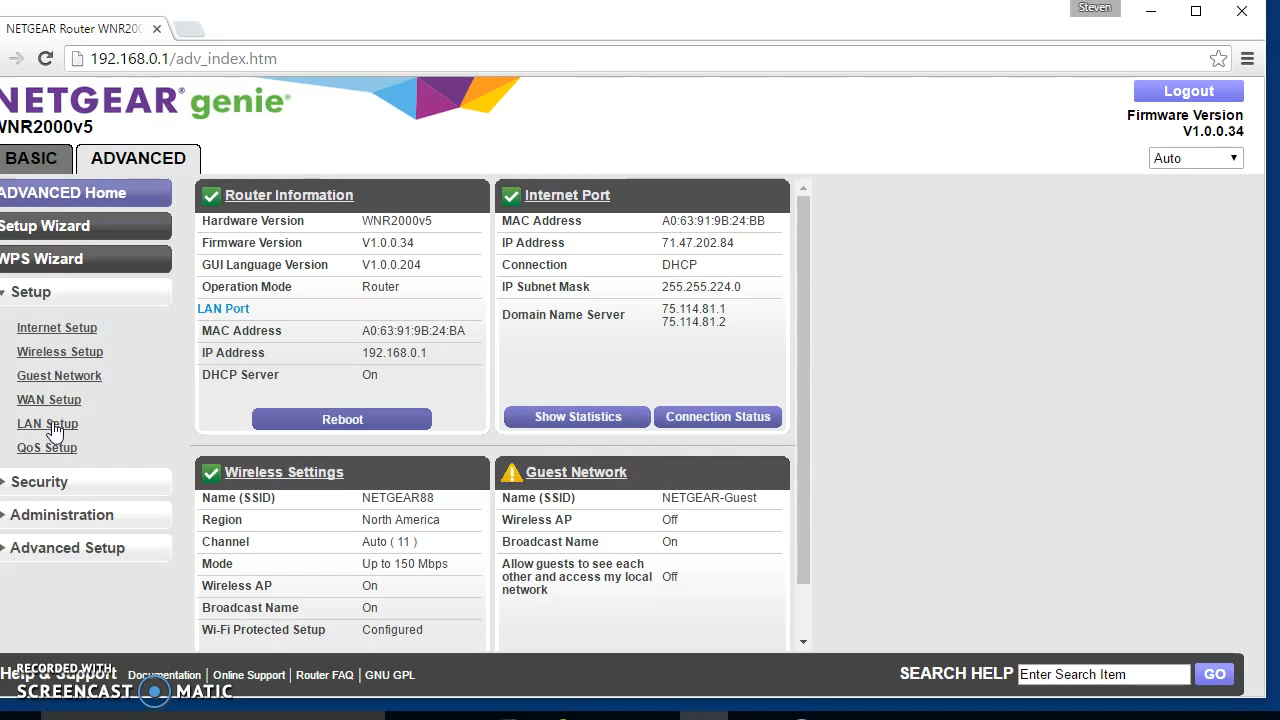 Steven
NETGEAR Router WNR200
192.168.0.1/adv_index.htm
NETGEAR® genie®
WNR2000v5
Logout
Firmware Version
V1.0.0.34
BASIC
ADVANCED
Auto
ADVANCED Home
Setup Wizard
WPS Wizard
Setup
Internet Setup
Wireless Setup
Guest Network
WAN Setup
LAN Setup
QoS Setup
Security
Administration
Advanced Setup
Router Information
Hardware Version WNR2000v5
Firmware Version V1.0.0.34
GUI Language Version V1.0.0.204
Operation Mode Router
LAN Port
MAC Address A0:63:91:9B:24:BA
IP Address 192.168.0.1
DHCP Server On
Reboot
Internet Port
MAC Address A0:63:91:9B:24:BB
IP Address 71.47.202.84
Connection DHCP
IP Subnet Mask 255.255.224.0
Domain Name Server 75.114.81.1
75.114.81.2
Show Statistics
Connection Status
Wireless Settings
Name (SSID) NETGEAR88
Region North America
Channel Auto ( 11 )
Mode Up to 150 Mbps
Wireless AP On
Broadcast Name On
Wi-Fi Protected Setup Configured
Guest Network
Name (SSID) NETGEAR-Guest
Wireless AP Off
Broadcast Name On
Allow guests to see each
other and access my local Off
network
Help & Support
Documentation | Online Support | Router FAQ | GNU GPL
SEARCH HELP Enter Search Item GO
RECORDED WITH
SCREENCAST MATIC